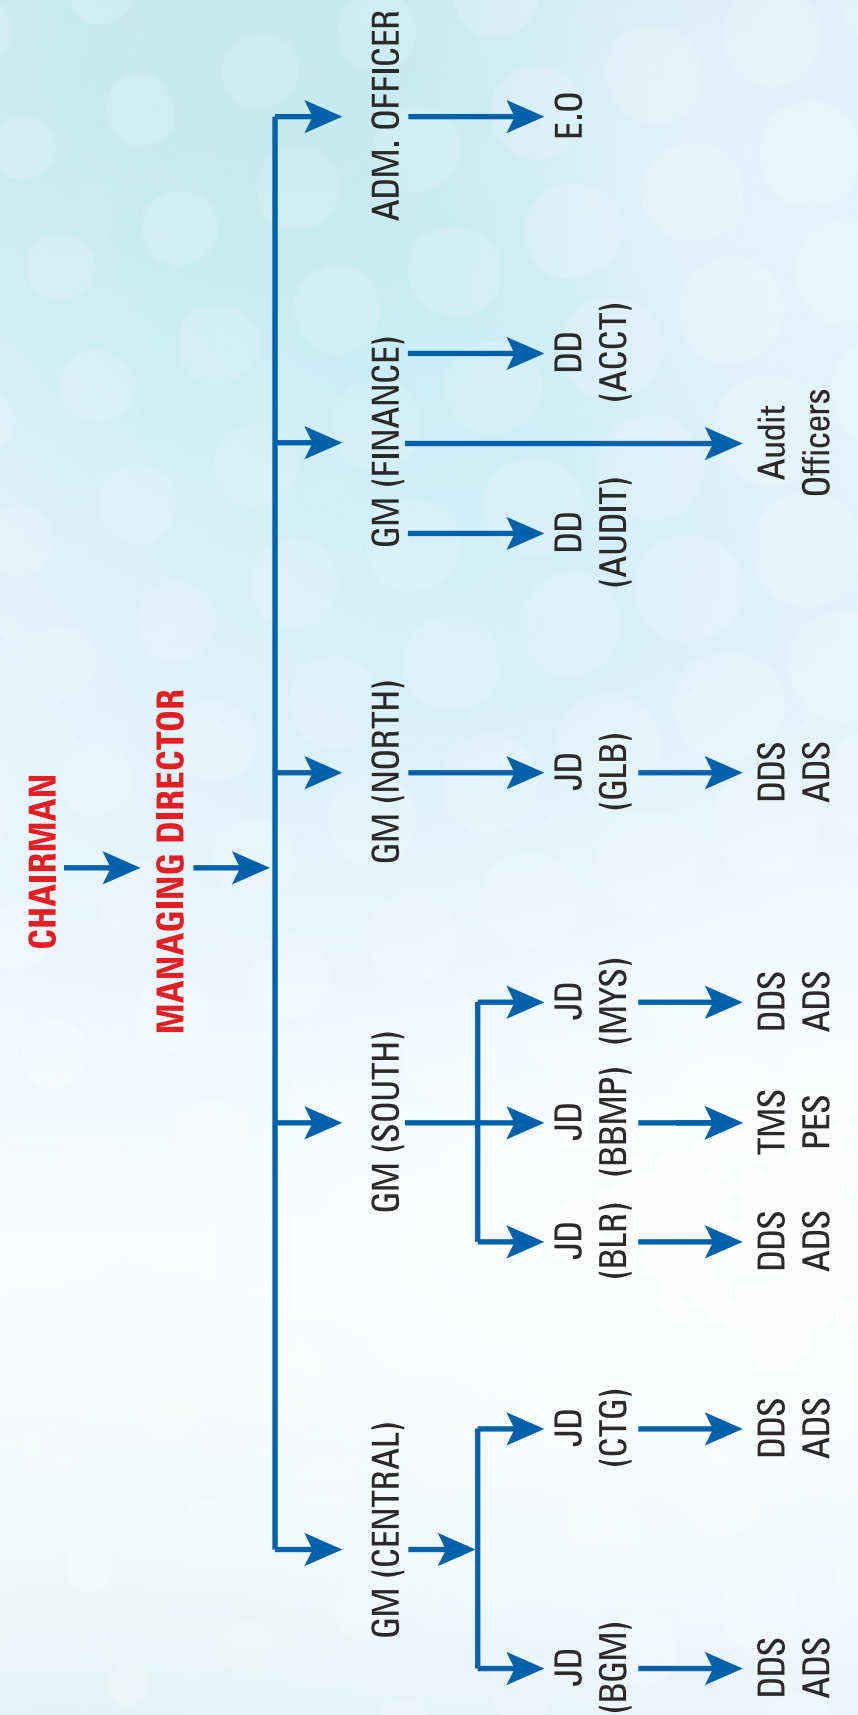 CHAIRMAN
MANAGING DIRECTOR
GM (CENTRAL)
GM (SOUTH)
GM (NORTH)
GM (FINANCE)
ADM. OFFICER
JD
(BGM)
JD
(CTG)
JD
(BLR)
JD
(BBMP)
JD
(MYS)
JD
(GLB)
DD
(AUDIT)
DD
(ACCT)
E.O
DDS
ADS
DDS
ADS
DDS
ADS
TMS
PES
DDS
ADS
DDS
ADS
Audit
Officers